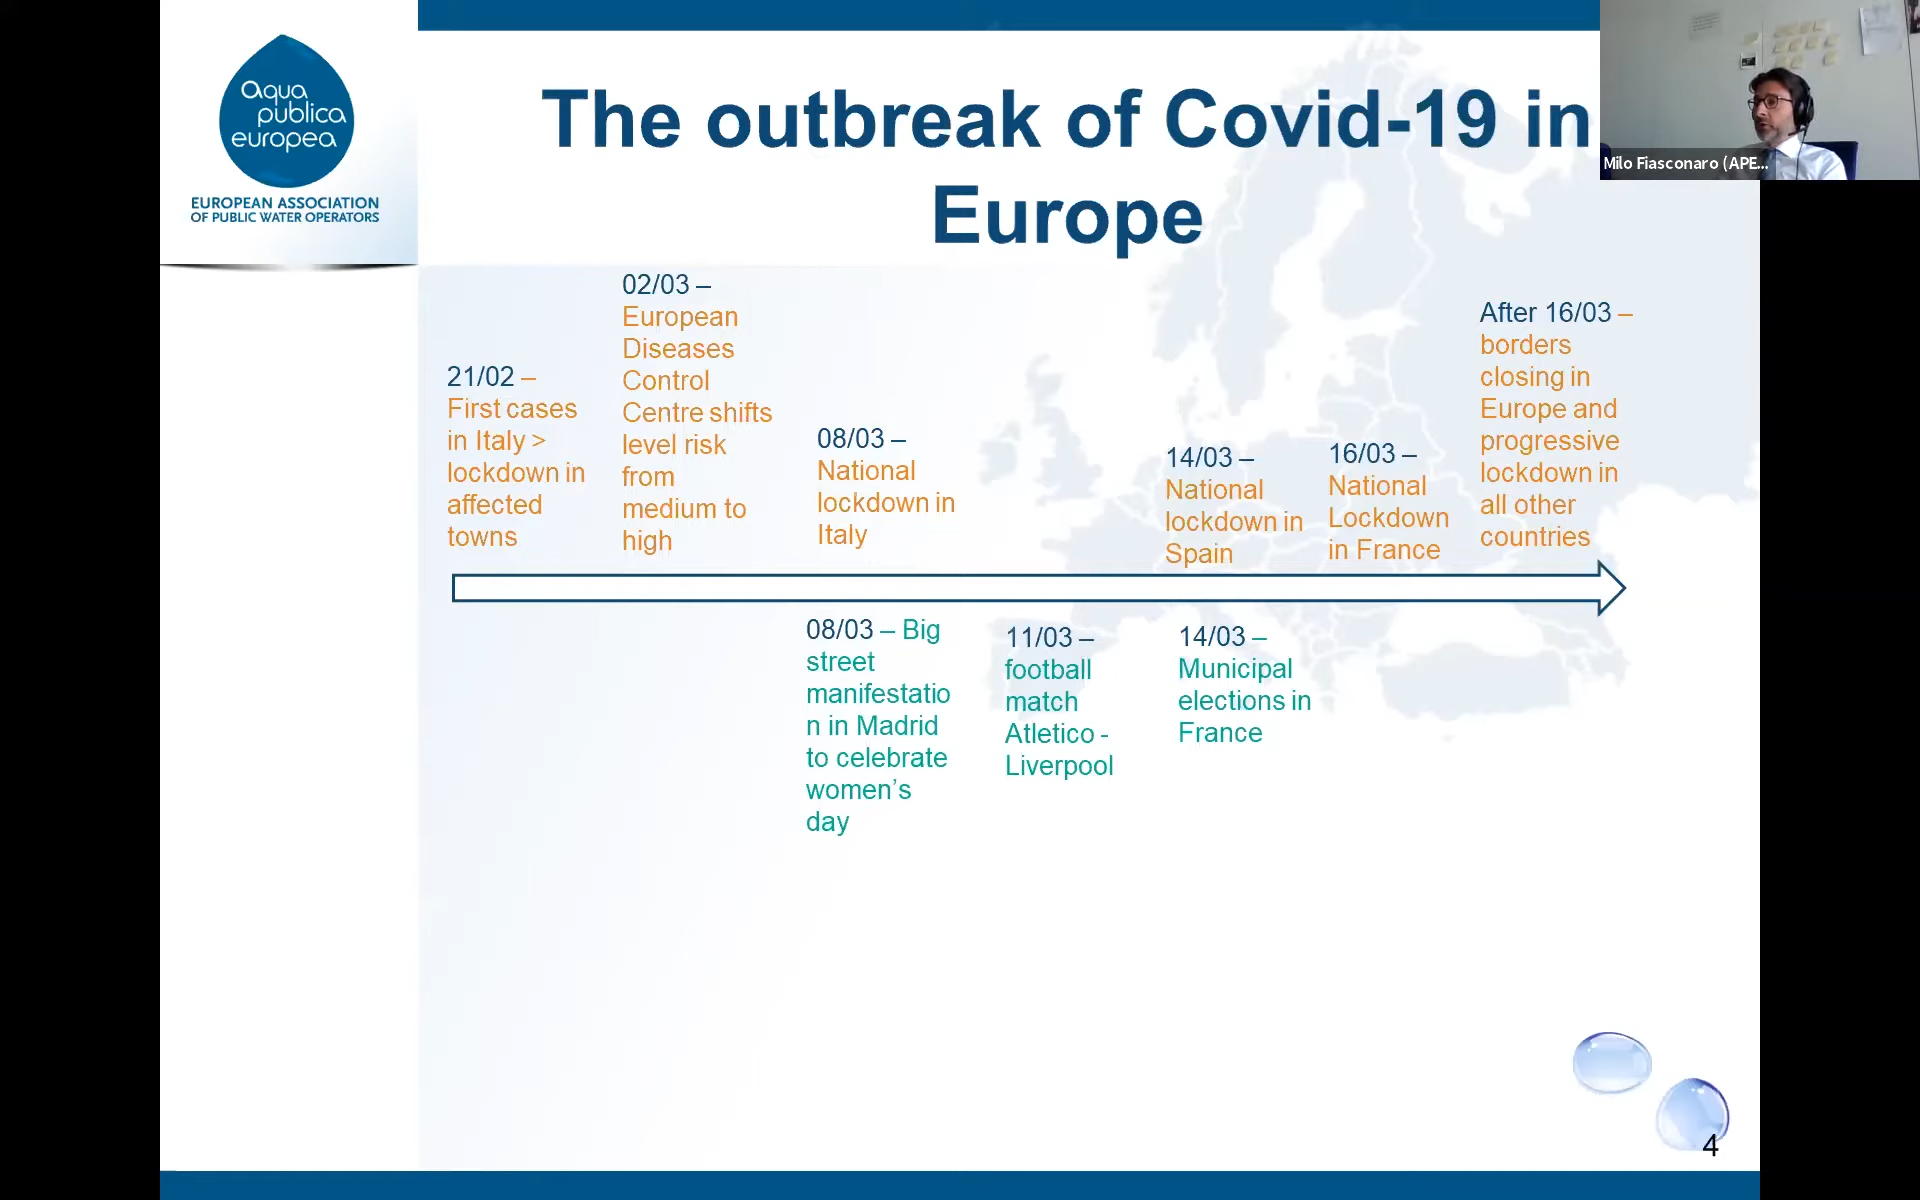 aqua
publica
europea
EUROPEAN ASSOCIATION
OF PUBLIC WATER OPERATORS
The outbreak of Covid-19 in
Europe
Milo Fiasconaro (APE...
21/02 –
First cases
in Italy >
lockdown in
affected
towns
02/03 –
European
Diseases
Control
Centre shifts
level risk
from
medium to
high
08/03 –
National
lockdown in
Italy
14/03 –
National
lockdown in
Spain
16/03 –
National
Lockdown
in France
After 16/03 –
borders
closing in
Europe and
progressive
lockdown in
all other
countries
08/03 – Big
street
manifestatio
n in Madrid
to celebrate
women’s
day
11/03 –
football
match
Atletico -
Liverpool
14/03 –
Municipal
elections in
France
4